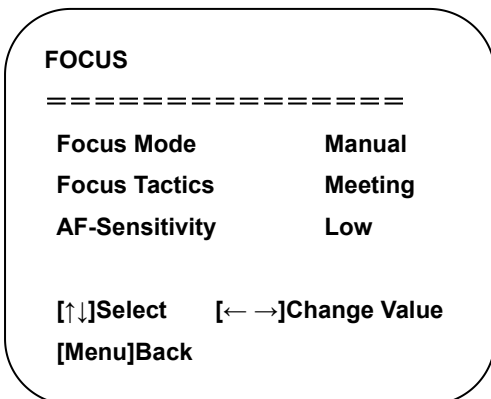 FOCUS
===============
Focus Mode Manual
Focus Tactics Meeting
AF-Sensitivity Low
[↑↓]Select [← →]Change Value
[Menu]Back